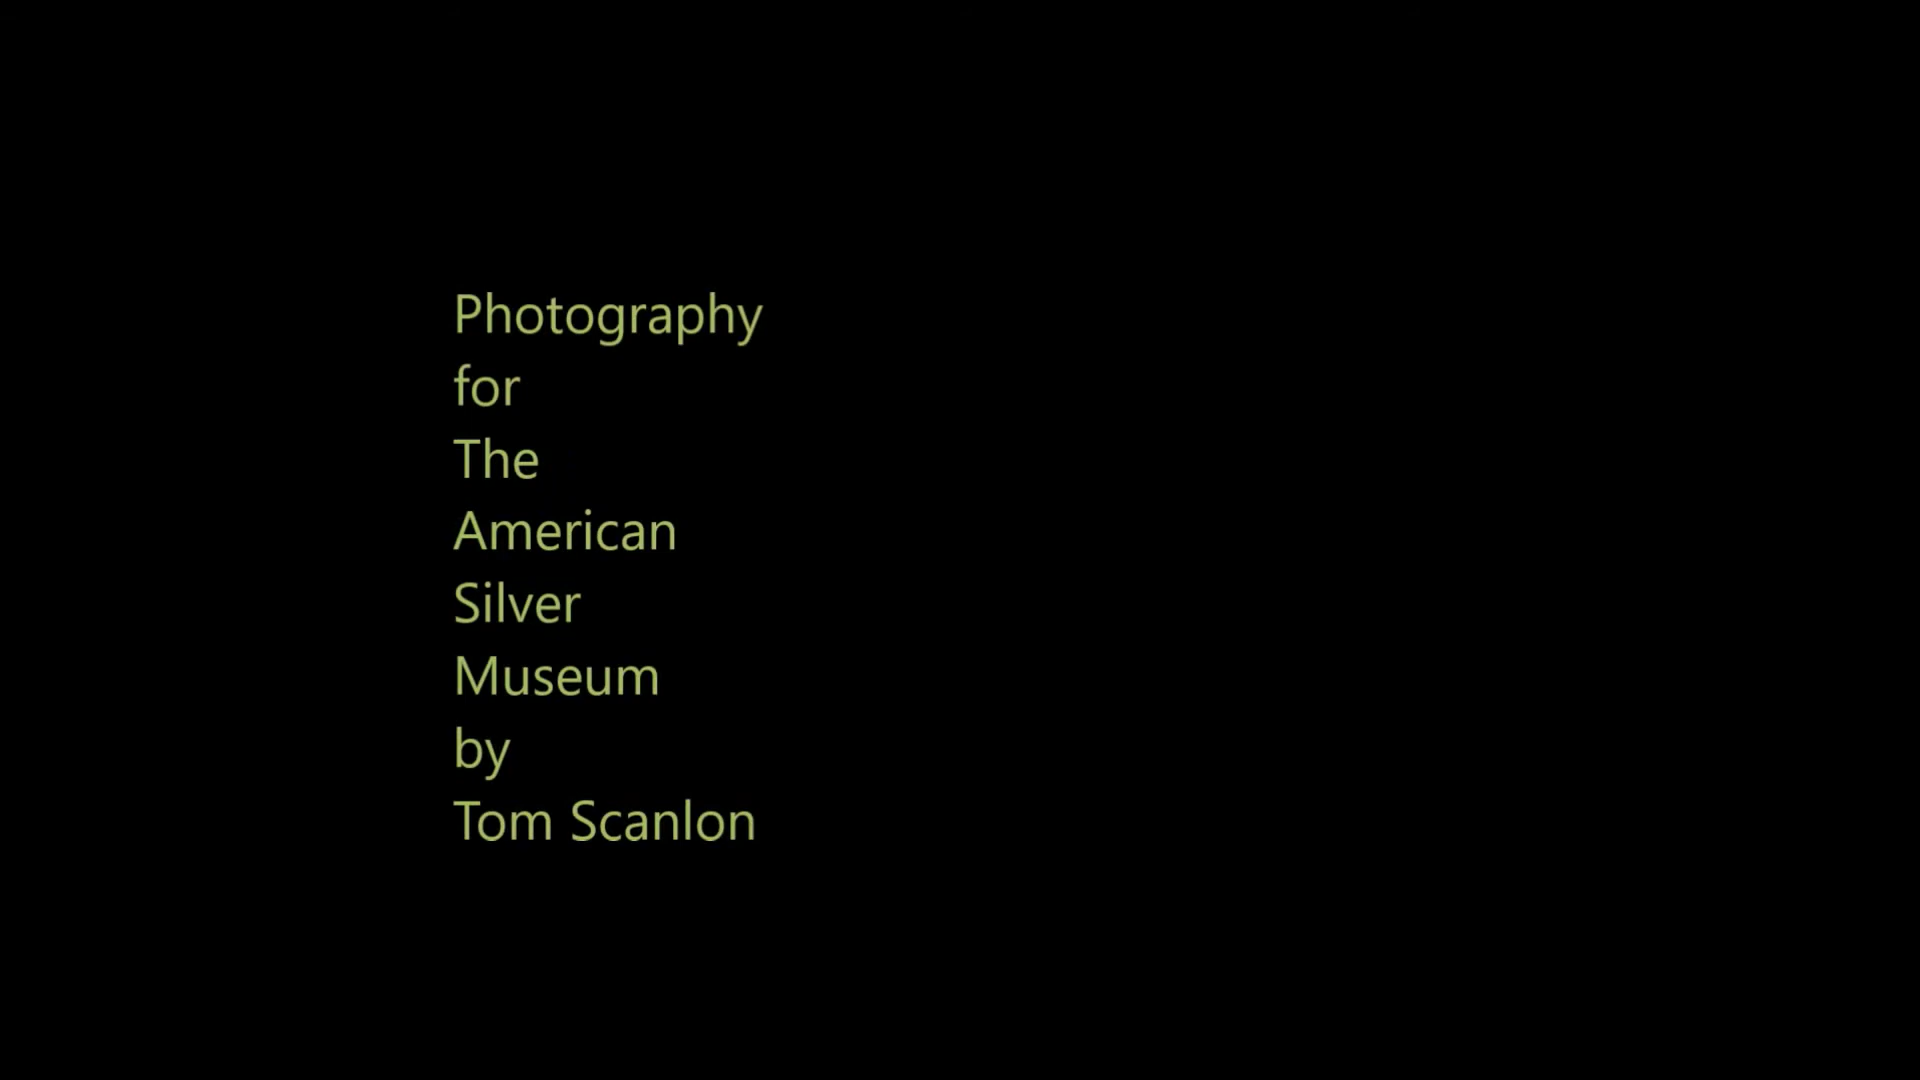 Photography
for
The
American
Silver
Museum
by
Tom Scanlon